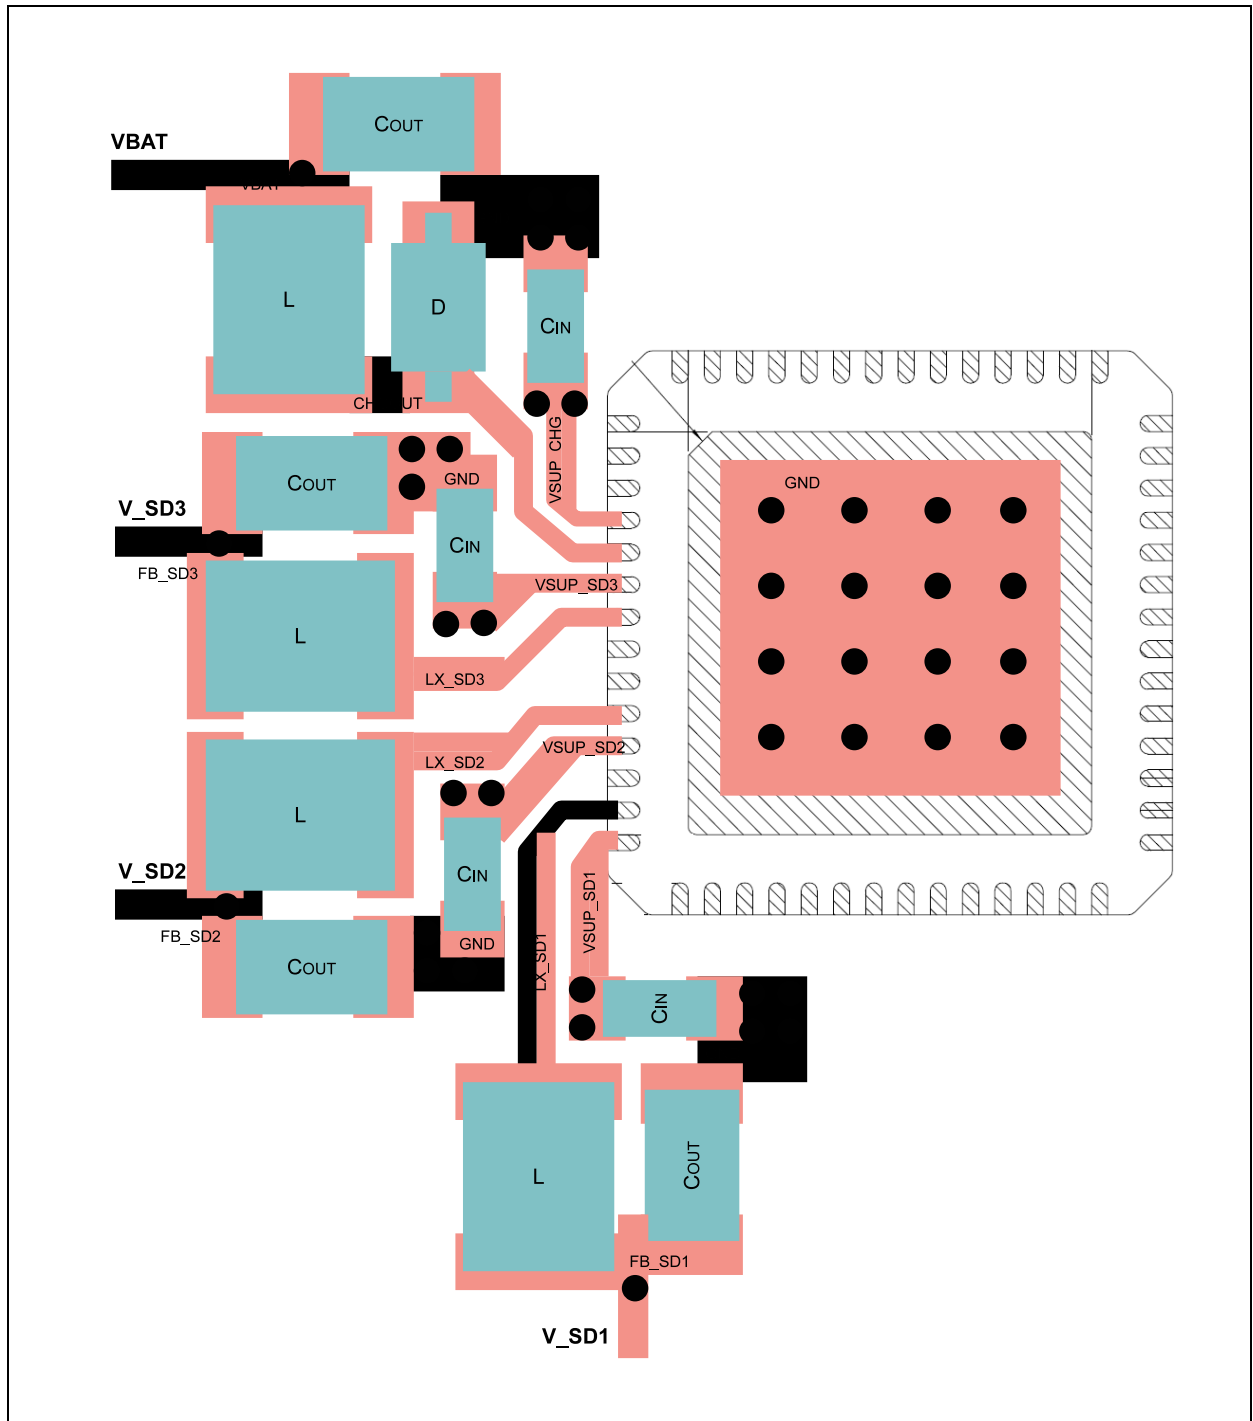 COUT
VBAT
VBAT
L
D
CIN
VSUP_CHG
COUT
GND
GND
V_SD3
CIN
FB_SD3
VSUP_SD3
L
LX_SD3
VSUP_SD2
LX_SD2
L
V_SD2
CIN
VSUP_SD1
FB_SD2
GND
LX_SD1
COUT
CIN
L
COUT
FB_SD1
V_SD1